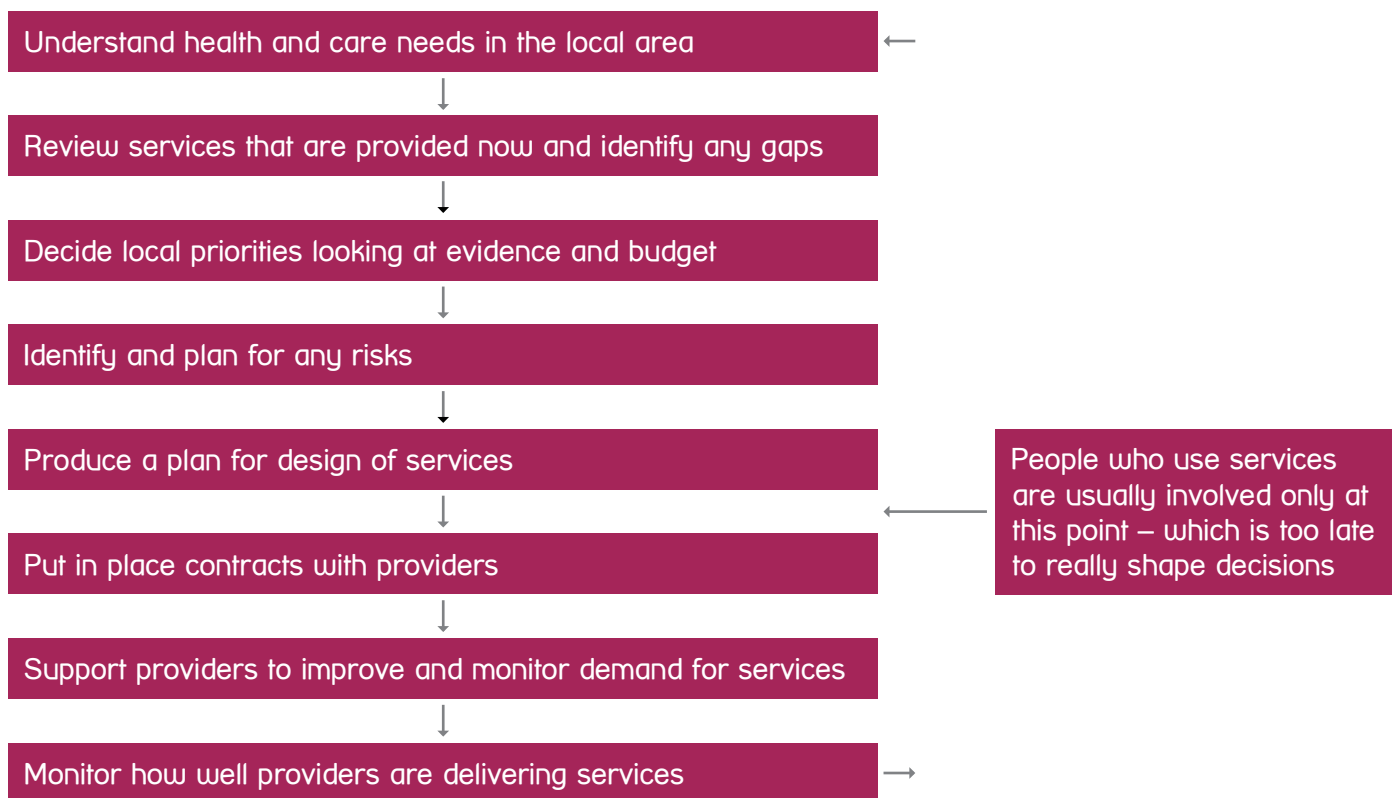 Understand health and care needs in the local area
Review services that are provided now and identify any gaps
Decide local priorities looking at evidence and budget
Identify and plan for any risks
Produce a plan for design of services
People who use services
are usually involved only at
this point – which is too late
to really shape decisions
Put in place contracts with providers
Support providers to improve and monitor demand for services
Monitor how well providers are delivering services